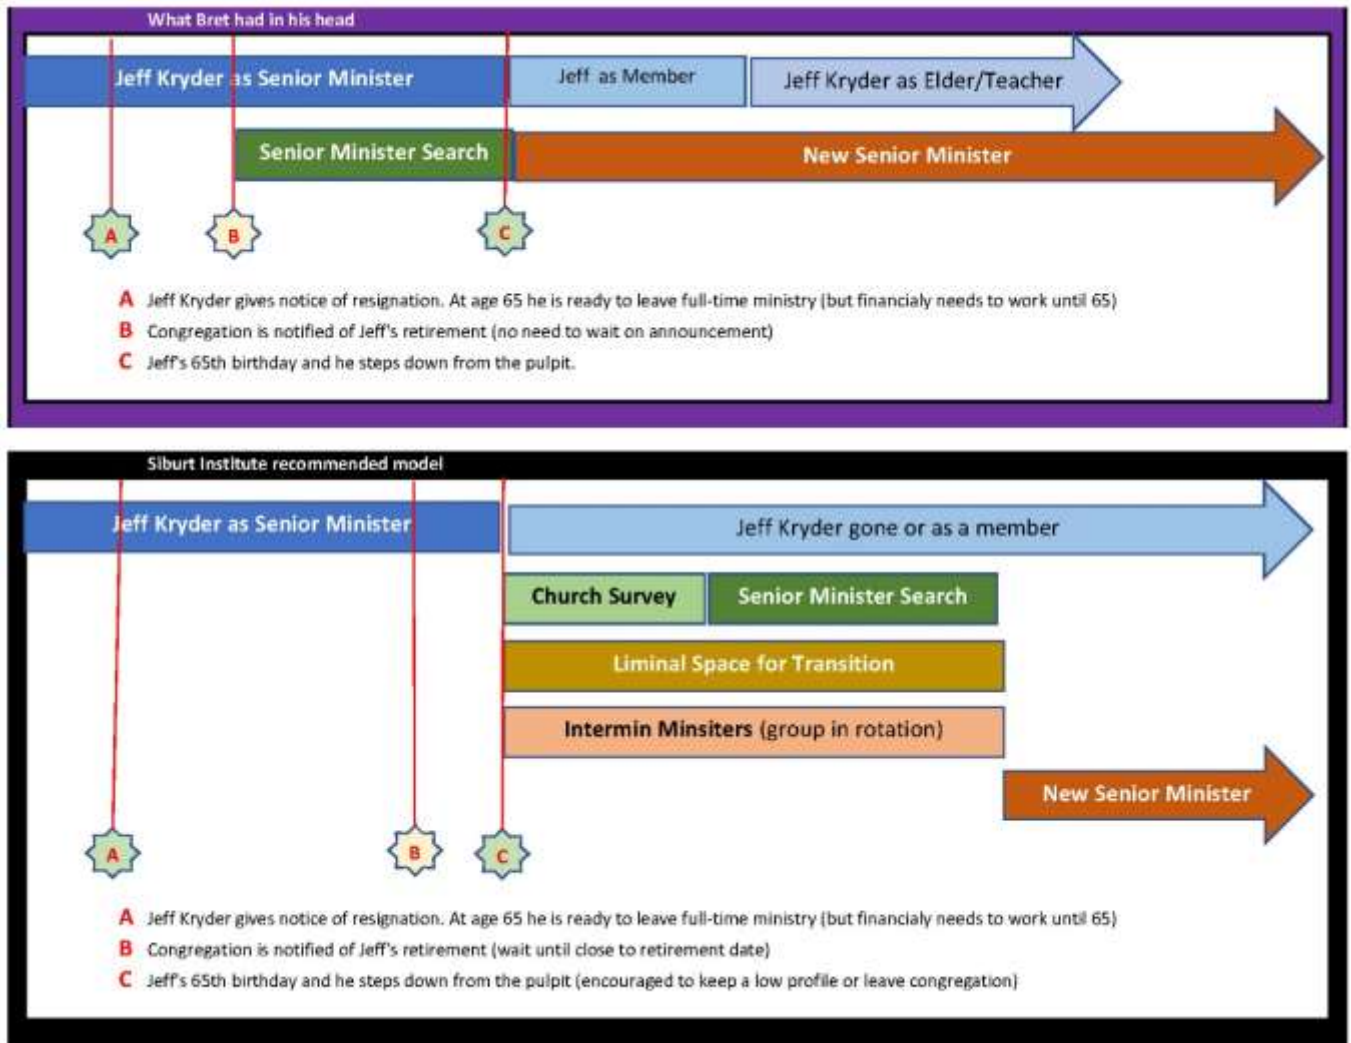 What Bret had in his head
Jeff Kryder as Senior Minister
Jeff as Member
Jeff Kryder as Elder/Teacher
Senior Minister Search
New Senior Minister
A
B
C
A Jeff Kryder gives notice of resignation. At age 65 he is ready to leave full-time ministry (but financialy needs to work until 65)
B Congregation is notified of Jeff's retirement (no need to wait on announcement)
C Jeff's 65th birthday and he steps down from the pulpit.
Siburt Institute recommended model
Jeff Kryder as Senior Minister
Jeff Kryder gone or as a member
Church Survey
Senior Minister Search
Liminal Space for Transition
Intermin Minsiters (group in rotation)
New Senior Minister
A
B
C
A Jeff Kryder gives notice of resignation. At age 65 he is ready to leave full-time ministry (but financialy needs to work until 65)
B Congregation is notified of Jeff's retirement (wait until close to retirement date)
C Jeff's 65th birthday and he steps down from the pulpit (encouraged to keep a low profile or leave congregation)